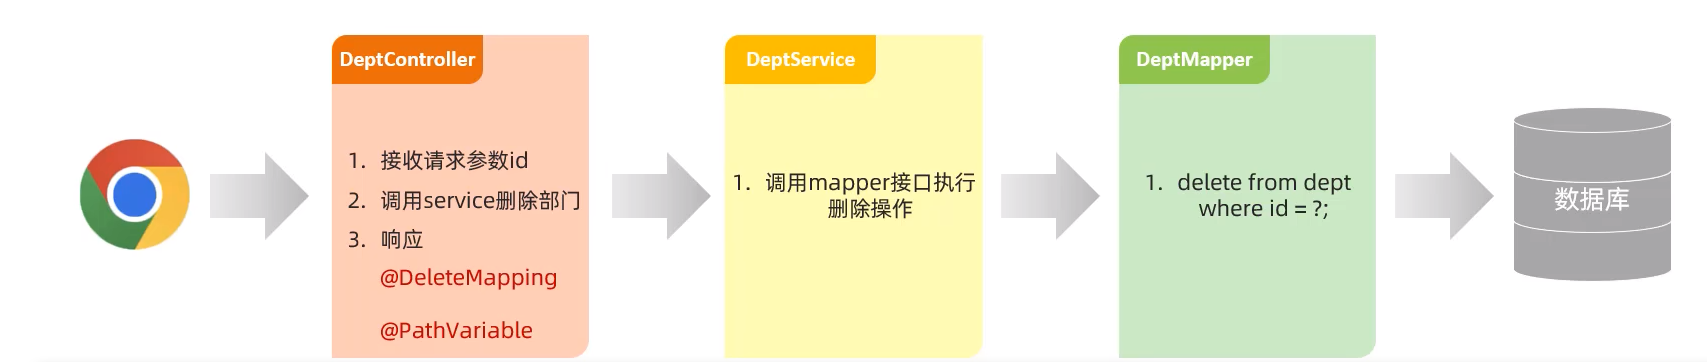 DeptController
1. 接收请求参数id
2. 调用service删除部门
3. 响应
@DeleteMapping
@PathVariable
DeptService
1. 调用mapper接口执行
删除操作
DeptMapper
1. delete from dept
where id = ?;
数据库